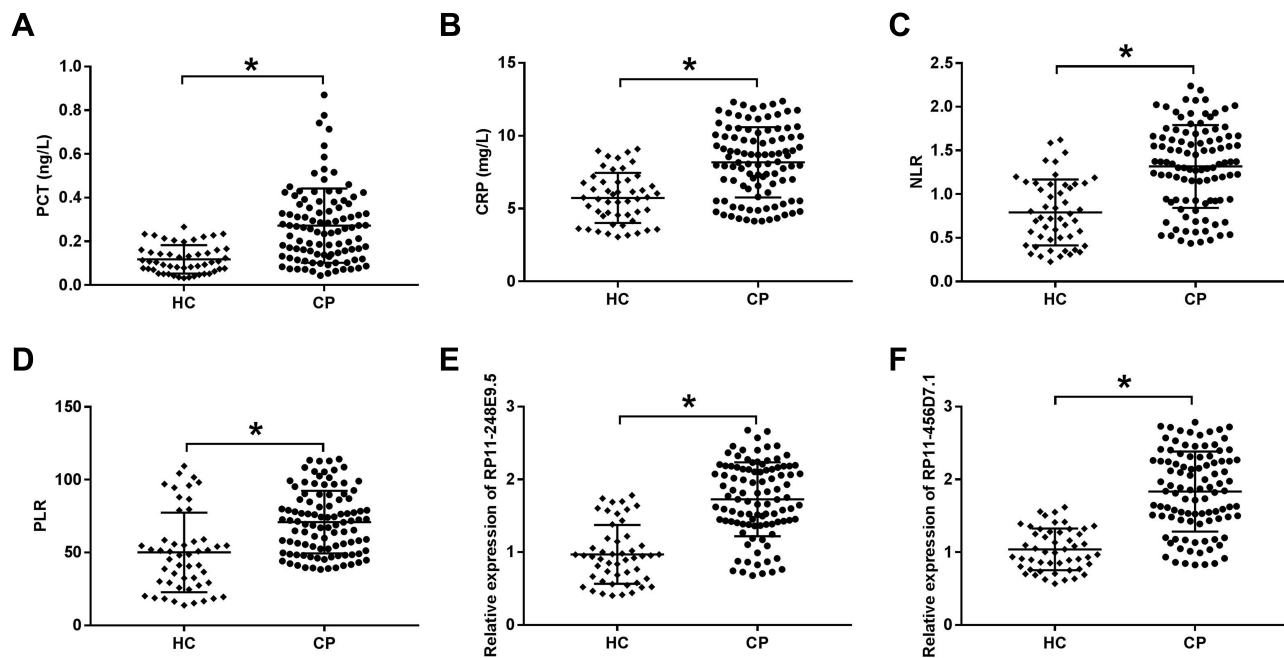 A
PCT (ng/L)
1.0
0.8
0.6
0.4
0.2
0.0
*
HC
CP
B
CRP (mg/L)
15
10
5
0
*
HC
CP
C
NLR
2.5
2.0
1.5
1.0
0.5
0.0
*
HC
CP
D
PLR
150
100
50
0
*
HC
CP
E
Relative expression of RP11-248E9.5
3
2
1
0
*
HC
CP
F
Relative expression of RP11-456D7.1
3
2
1
0
*
HC
CP